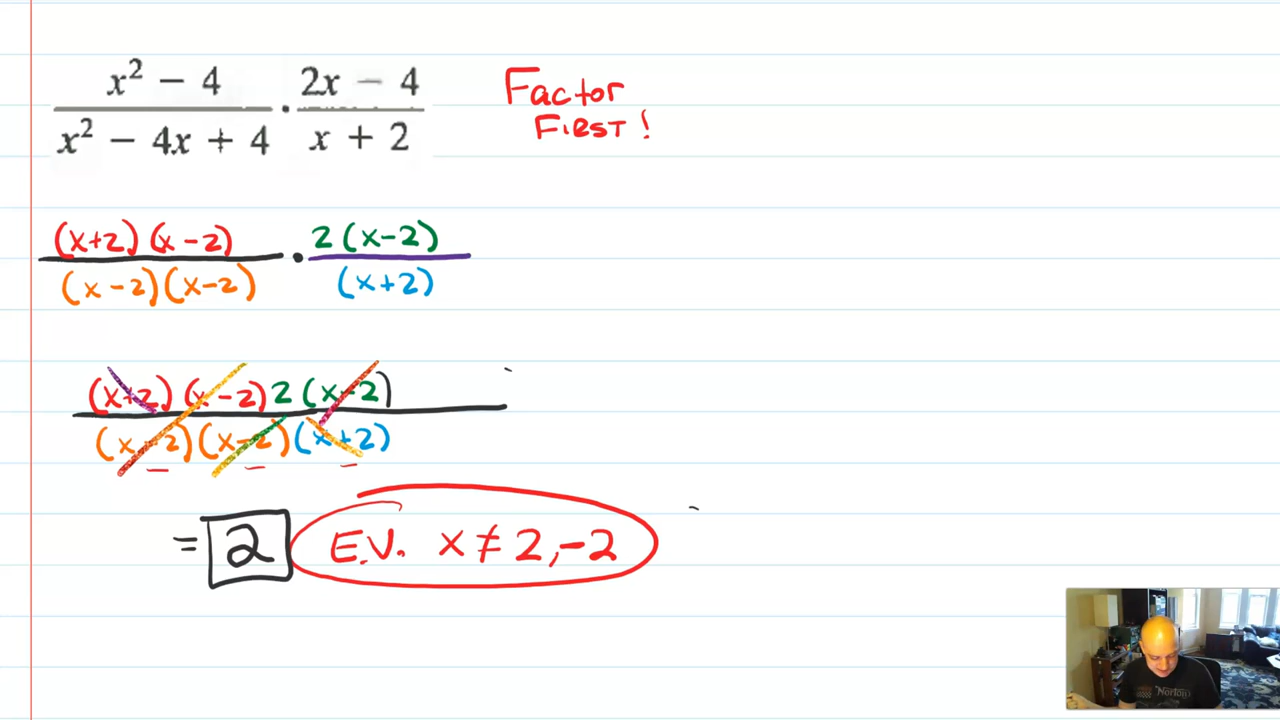 x² − 4 / x² − 4x + 4 · 2x − 4 / x + 2
Factor
First!
(x+2)(x−2) / (x−2)(x−2) · 2(x−2) / (x+2)
(x+2)(x−2)2(x−2) / (x−2)(x−2)(x+2)
= 2 E.V. x ≠ 2, −2
Norton